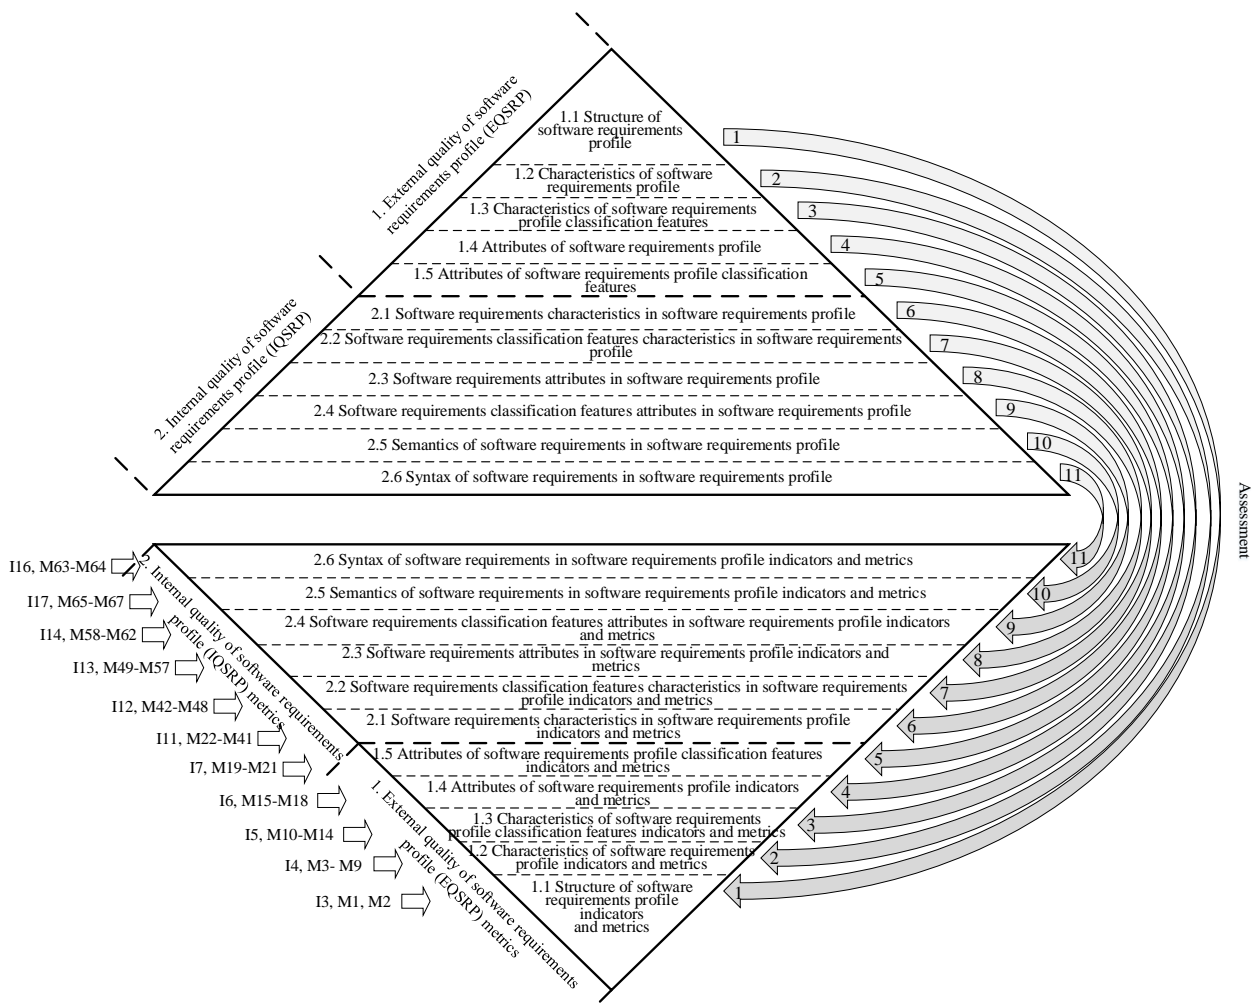 1. External quality of software
requirements profile (EQSRP)
1.1 Structure of
software requirements
profile
1.2 Characteristics of software
requirements profile
1.3 Characteristics of software requirements
profile classification features
1.4 Attributes of software requirements profile
1.5 Attributes of software requirements profile classification
features
2. Internal quality of software
requirements profile (IQSRP)
2.1 Software requirements characteristics in software requirements profile
2.2 Software requirements classification features characteristics in software requirements
profile
2.3 Software requirements attributes in software requirements profile
2.4 Software requirements classification features attributes in software requirements profile
2.5 Semantics of software requirements in software requirements profile
2.6 Syntax of software requirements in software requirements profile
1
2
3
4
5
6
7
8
9
10
11
Assessment
2.6 Syntax of software requirements in software requirements profile indicators and metrics
2.5 Semantics of software requirements in software requirements profile indicators and metrics
2.4 Software requirements classification features attributes in software requirements profile indicators
and metrics
2.3 Software requirements attributes in software requirements profile indicators and
metrics
2.2 Software requirements classification features characteristics in software requirements
profile indicators and metrics
2.1 Software requirements characteristics in software requirements profile
indicators and metrics
1.5 Attributes of software requirements profile classification features
indicators and metrics
1.4 Attributes of software requirements profile indicators
and metrics
1.3 Characteristics of software requirements
profile classification features indicators and metrics
1.2 Characteristics of software requirements
profile indicators and metrics
1.1 Structure of software
requirements profile
indicators
and metrics
11
10
9
8
7
6
5
4
3
2
1
I16, M63-M64
I17, M65-M67
I14, M58-M62
I13, M49-M57
I12, M42-M48
I11, M22-M41
I7, M19-M21
I6, M15-M18
I5, M10-M14
I4, M3- M9
I3, M1, M2
2. Internal quality of software requirements
profile (IQSRP) metrics
1. External quality of software requirements
profile (EQSRP) metrics